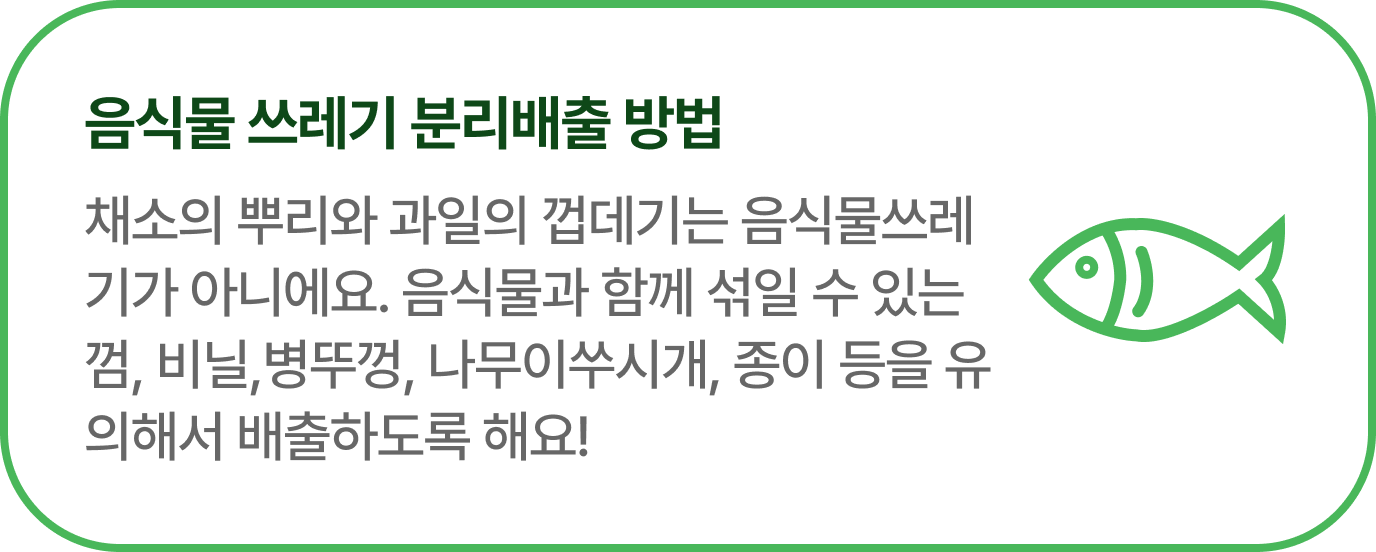 음식물 쓰레기 분리배출 방법
채소의 뿌리와 과일의 껍데기는 음식물쓰레
기가 아니에요. 음식물과 함께 섞일 수 있는
껌, 비닐,병뚜껑, 나무이쑤시개, 종이 등을 유
의해서 배출하도록 해요!